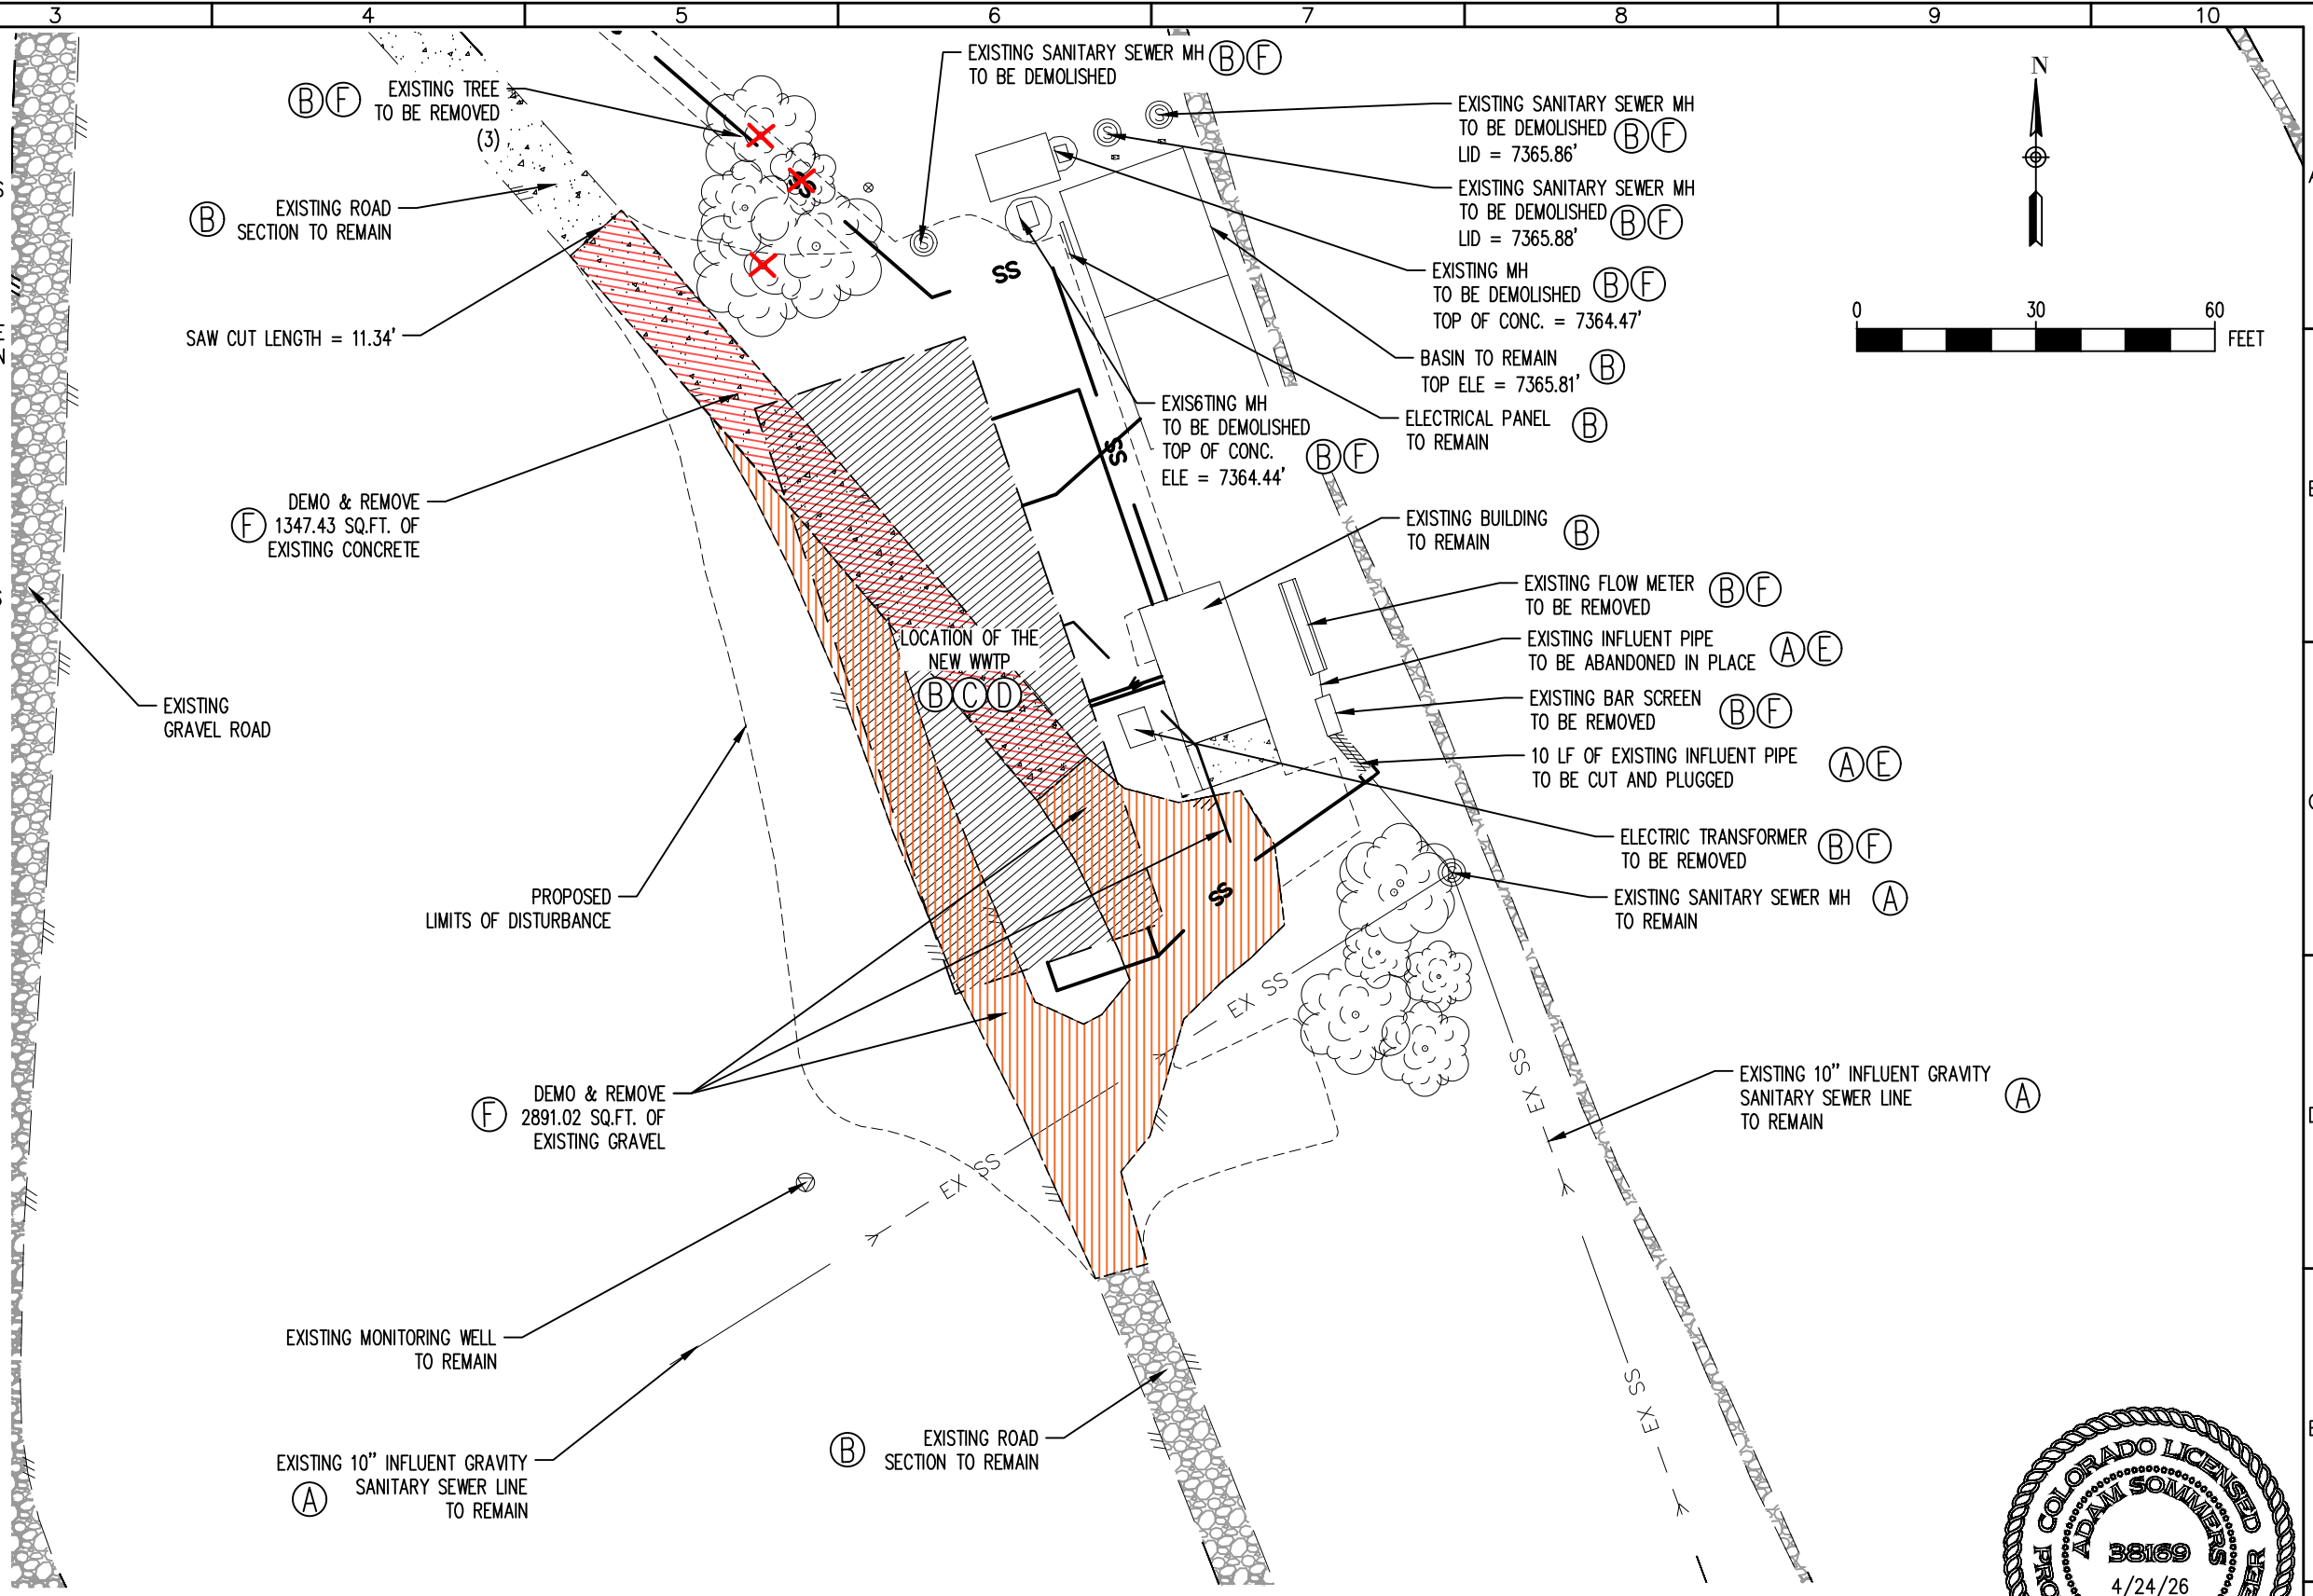 3
4
5
6
7
8
9
10
EXISTING SANITARY SEWER MH B F
TO BE DEMOLISHED
N
B F EXISTING TREE
TO BE REMOVED
(3)
EXISTING SANITARY SEWER MH
TO BE DEMOLISHED B F
LID = 7365.86'
EXISTING SANITARY SEWER MH
TO BE DEMOLISHED B F
LID = 7365.88'
B EXISTING ROAD
SECTION TO REMAIN
SS
SS
EXISTING MH
TO BE DEMOLISHED B F
TOP OF CONC. = 7364.47'
0 30 60
FEET
SAW CUT LENGTH = 11.34'
BASIN TO REMAIN
TOP ELE = 7365.81' B
EXIS6TING MH
TO BE DEMOLISHED
TOP OF CONC.
ELE = 7364.44' B F
ELECTRICAL PANEL
TO REMAIN B
SS
DEMO & REMOVE
F 1347.43 SQ.FT. OF
EXISTING CONCRETE
EXISTING BUILDING
TO REMAIN B
EXISTING FLOW METER
TO BE REMOVED B F
LOCATION OF THE
NEW WWTP
B C D
EXISTING INFLUENT PIPE
TO BE ABANDONED IN PLACE A E
EXISTING
GRAVEL ROAD
EXISTING BAR SCREEN
TO BE REMOVED B F
10 LF OF EXISTING INFLUENT PIPE
TO BE CUT AND PLUGGED A E
ELECTRIC TRANSFORMER
TO BE REMOVED B F
PROPOSED
LIMITS OF DISTURBANCE
SS
EXISTING SANITARY SEWER MH A
TO REMAIN
EX SS
EX SS
DEMO & REMOVE
F 2891.02 SQ.FT. OF
EXISTING GRAVEL
EXISTING 10" INFLUENT GRAVITY
SANITARY SEWER LINE A
TO REMAIN
EX SS
EXISTING MONITORING WELL
TO REMAIN
EX SS
B EXISTING ROAD
SECTION TO REMAIN
EXISTING 10" INFLUENT GRAVITY
A SANITARY SEWER LINE
TO REMAIN
COLORADO LICENSED
ADAM SOMMERS
38169
4/24/26